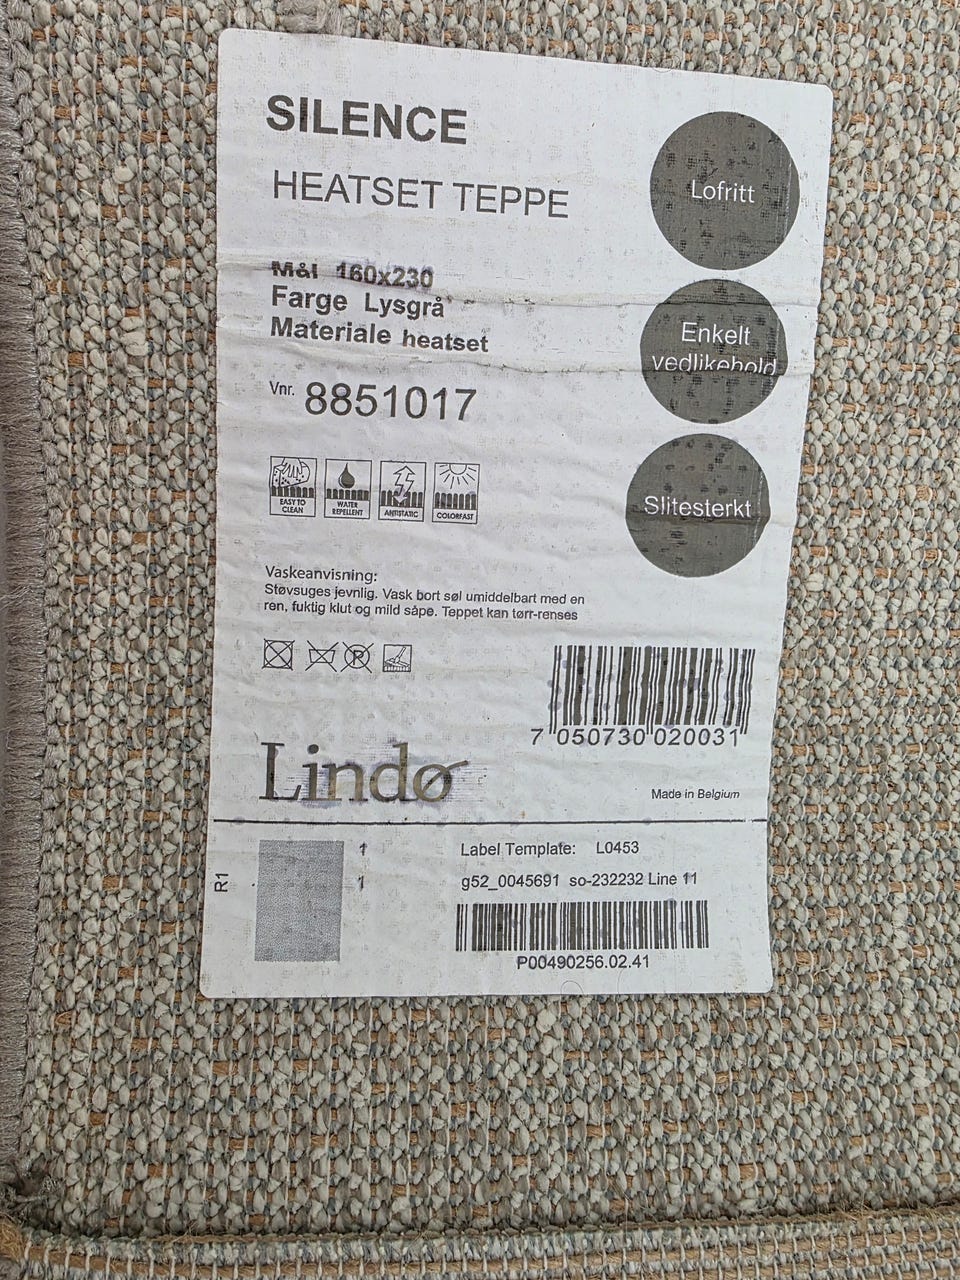 SILENCE
HEATSET TEPPE
Lofritt
Mål 160x230
Farge Lysgrå
Materiale heatset
Enkelt
vedlikehold
Vnr. 8851017
Slitesterkt
EASY TO
CLEAN
WATER
REPELLENT
ANTISTATIC
COLORFAST
Vaskeanvisning:
Støvsuges jevnlig. Vask bort søl umiddelbart med en
ren, fuktig klut og mild såpe. Teppet kan tørr-renses
P
7 050730 020031
Lindø
Made in Belgium
R1
1
1
Label Template: L0453
g52_0045691 so-232232 Line 11
P00490256.02.41